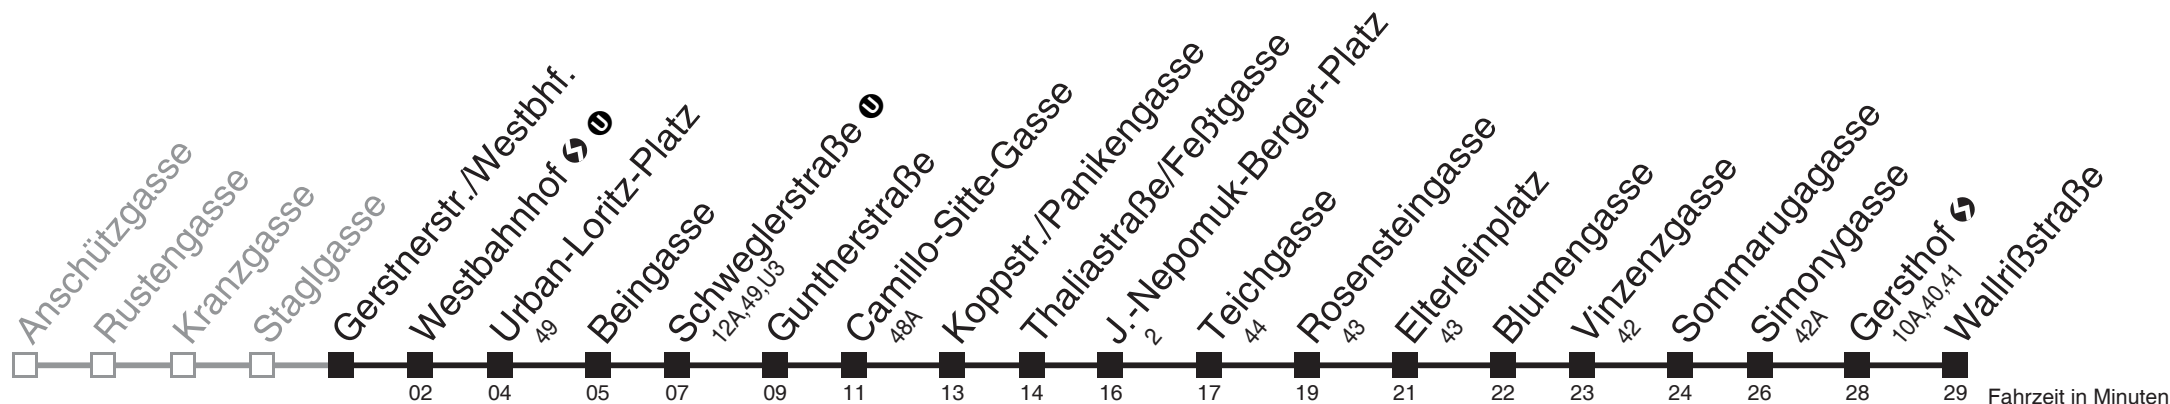 Anschützgasse
Rustengasse
Kranzgasse
Staglgasse
Gerstnerstr./Westbhf.
Westbahnhof U
02
Urban-Loritz-Platz
49
04
Beingasse
05
Schweglerstraße U
12A,49,U3
07
Guntherstraße
09
Camillo-Sitte-Gasse
48A
11
Koppstr./Panikengasse
13
Thaliastraße/Feßtgasse
14
J.-Nepomuk-Berger-Platz
2
16
Teichgasse
44
17
Rosensteingasse
43
19
Elterleinplatz
43
21
Blumengasse
22
Vinzenzgasse
42
23
Sommarugagasse
24
Simonygasse
42A
26
Gersthof
10A,40,41
28
Wallrißstraße
29
Fahrzeit in Minuten